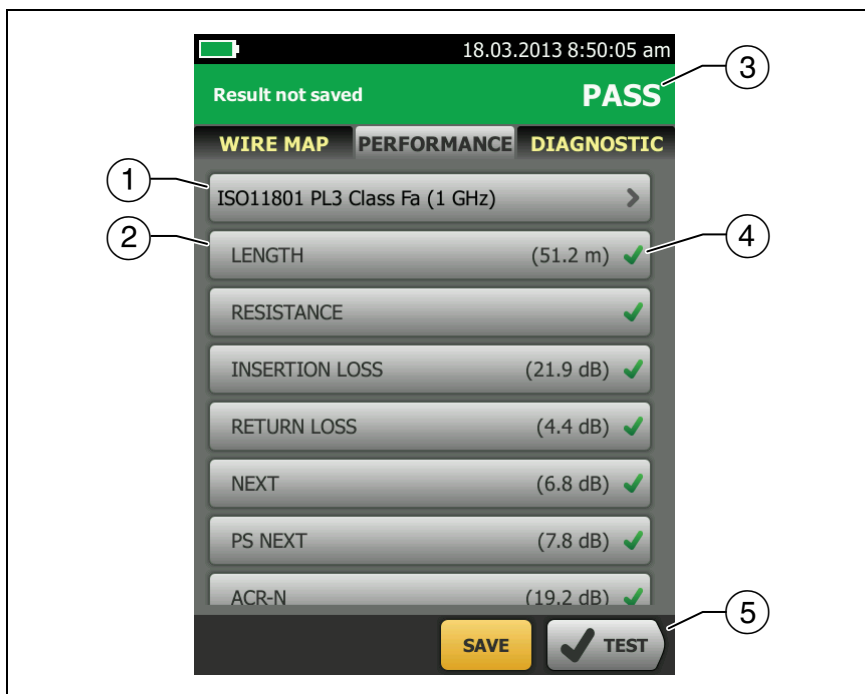 18.03.2013 8:50:05 am
3
Result not saved PASS
WIRE MAP PERFORMANCE DIAGNOSTIC
1
ISO11801 PL3 Class Fa (1 GHz)
2
LENGTH (51.2 m)
4
RESISTANCE
INSERTION LOSS (21.9 dB)
RETURN LOSS (4.4 dB)
NEXT (6.8 dB)
PS NEXT (7.8 dB)
ACR-N (19.2 dB)
5
SAVE TEST